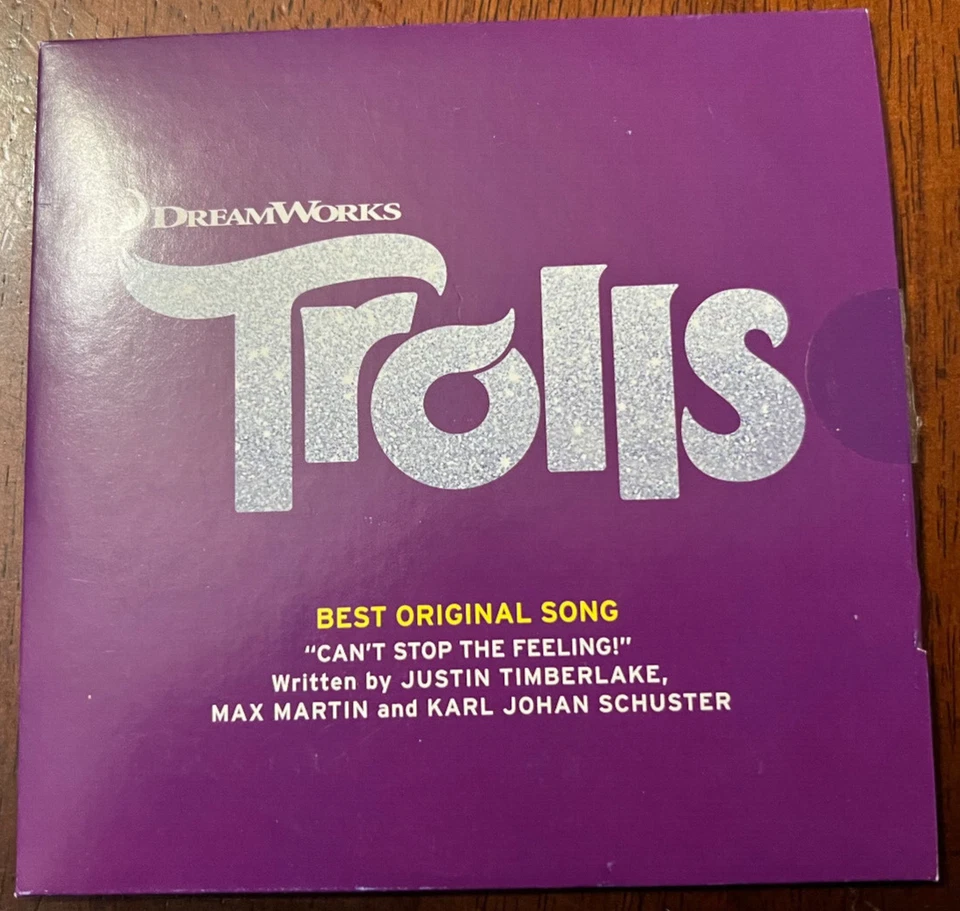 DREAMWORKS
Trolls
BEST ORIGINAL SONG
“CAN'T STOP THE FEELING!”
Written by JUSTIN TIMBERLAKE,
MAX MARTIN and KARL JOHAN SCHUSTER